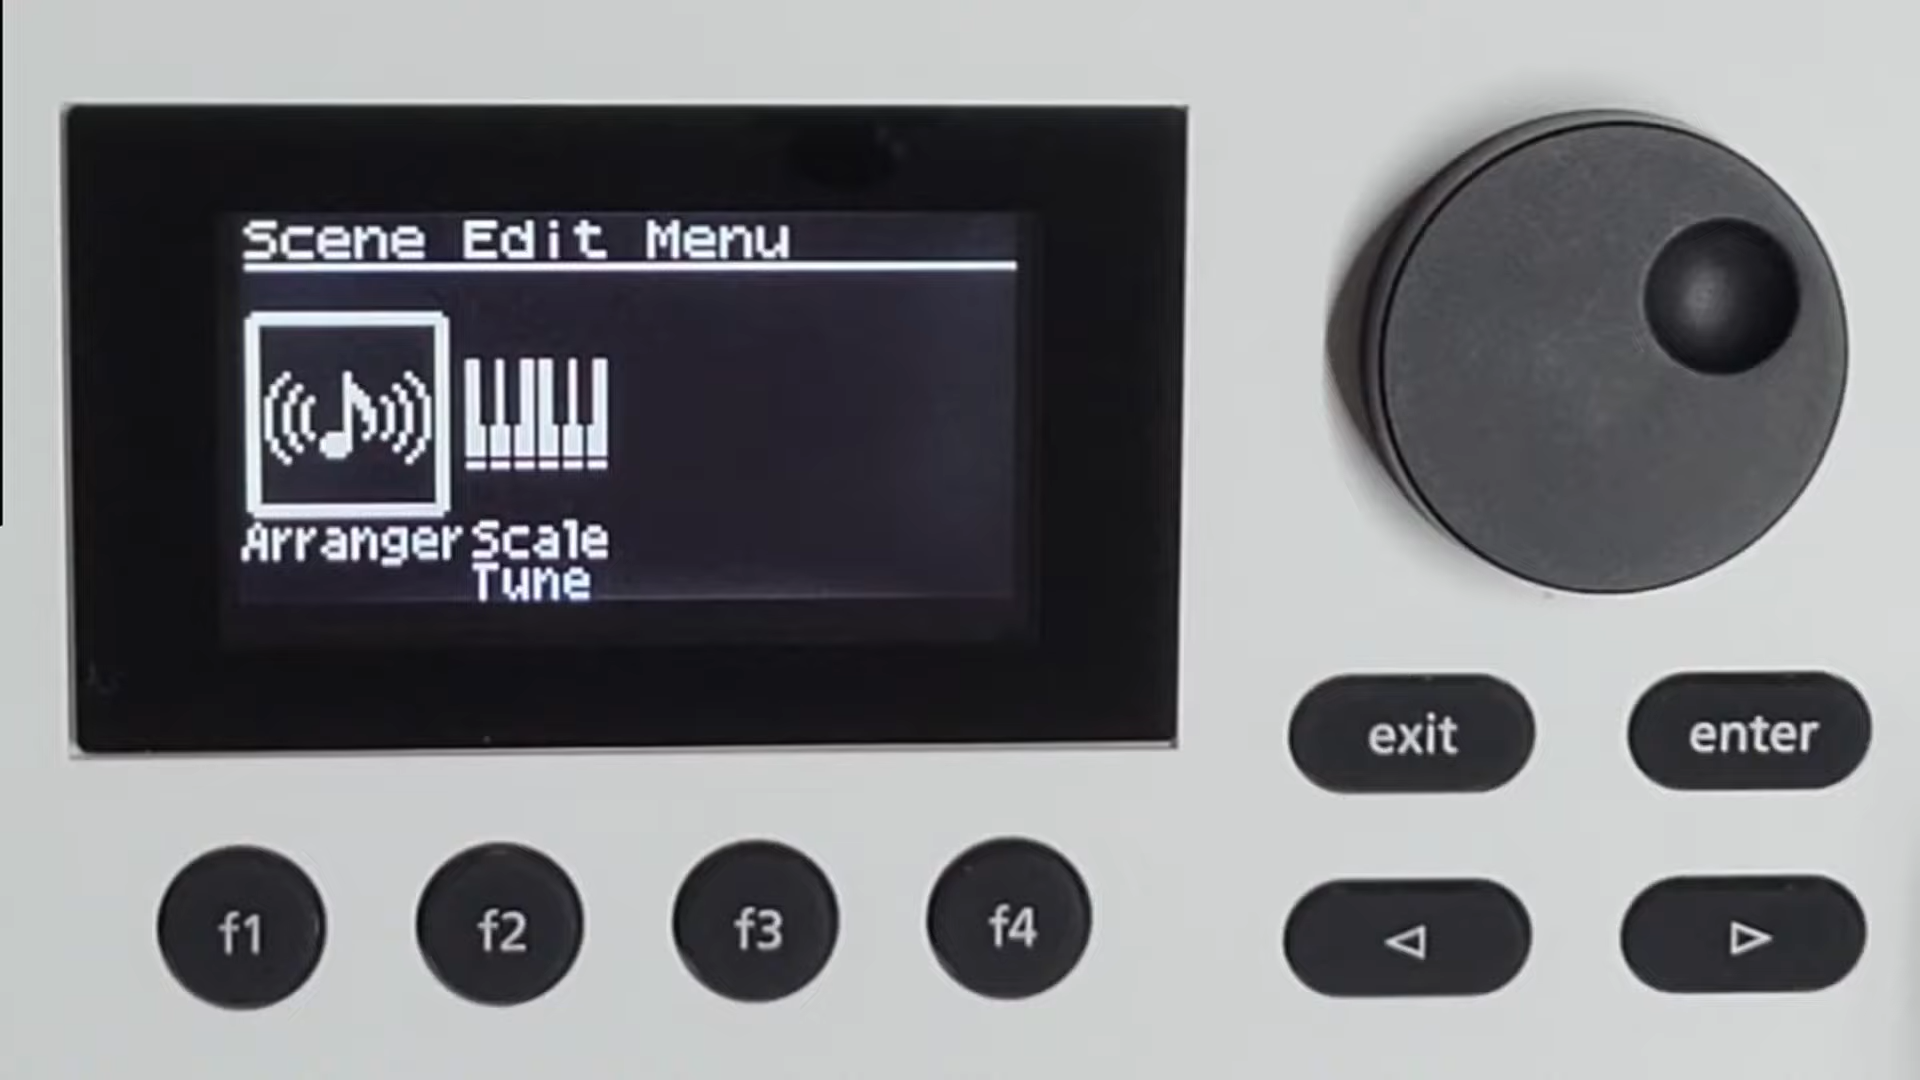 Scene Edit Menu
Arranger Scale
Tune
exit enter
f1 f2 f3 f4